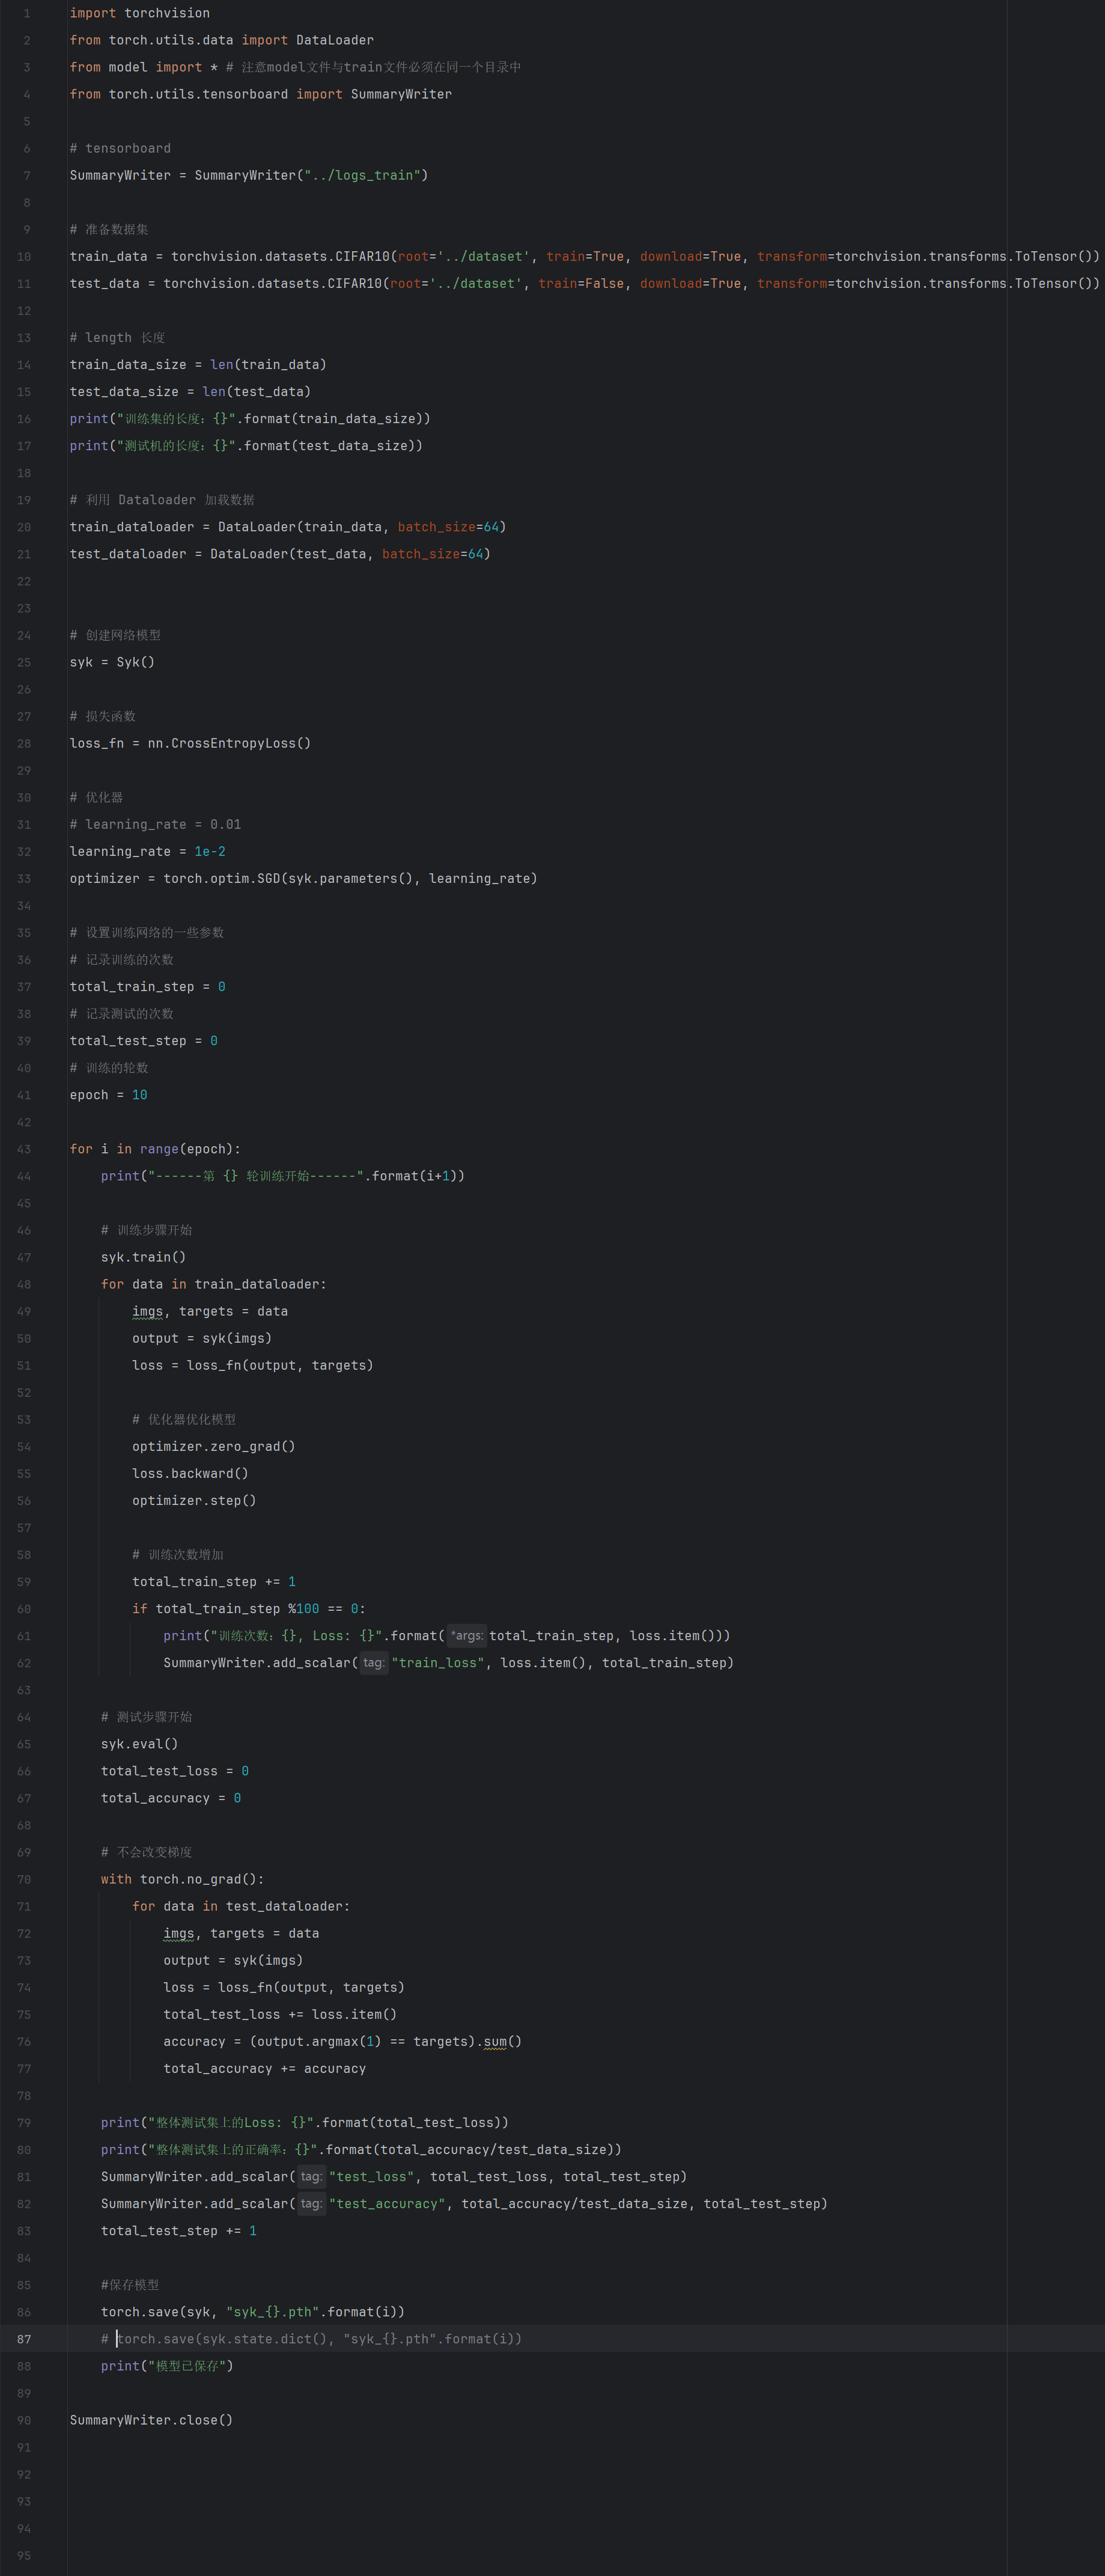 1 import torchvision
2 from torch.utils.data import DataLoader
3 from model import * # 注意model文件与train文件必须在同一个目录中
4 from torch.utils.tensorboard import SummaryWriter
5
6 # tensorboard
7 SummaryWriter = SummaryWriter("../logs_train")
8
9 # 准备数据集
10 train_data = torchvision.datasets.CIFAR10(root='../dataset', train=True, download=True, transform=torchvision.transforms.ToTensor())
11 test_data = torchvision.datasets.CIFAR10(root='../dataset', train=False, download=True, transform=torchvision.transforms.ToTensor())
12
13 # length 长度
14 train_data_size = len(train_data)
15 test_data_size = len(test_data)
16 print("训练集的长度：{}".format(train_data_size))
17 print("测试机的长度：{}".format(test_data_size))
18
19 # 利用 Dataloader 加载数据
20 train_dataloader = DataLoader(train_data, batch_size=64)
21 test_dataloader = DataLoader(test_data, batch_size=64)
22
23
24 # 创建网络模型
25 syk = Syk()
26
27 # 损失函数
28 loss_fn = nn.CrossEntropyLoss()
29
30 # 优化器
31 # learning_rate = 0.01
32 learning_rate = 1e-2
33 optimizer = torch.optim.SGD(syk.parameters(), learning_rate)
34
35 # 设置训练网络的一些参数
36 # 记录训练的次数
37 total_train_step = 0
38 # 记录测试的次数
39 total_test_step = 0
40 # 训练的轮数
41 epoch = 10
42
43 for i in range(epoch):
44     print("------第 {} 轮训练开始------".format(i+1))
45
46     # 训练步骤开始
47     syk.train()
48     for data in train_dataloader:
49         imgs, targets = data
50         output = syk(imgs)
51         loss = loss_fn(output, targets)
52
53         # 优化器优化模型
54         optimizer.zero_grad()
55         loss.backward()
56         optimizer.step()
57
58         # 训练次数增加
59         total_train_step += 1
60         if total_train_step %100 == 0:
61             print("训练次数：{}, Loss: {}".format( *args: total_train_step, loss.item()))
62             SummaryWriter.add_scalar( tag: "train_loss", loss.item(), total_train_step)
63
64     # 测试步骤开始
65     syk.eval()
66     total_test_loss = 0
67     total_accuracy = 0
68
69     # 不会改变梯度
70     with torch.no_grad():
71         for data in test_dataloader:
72             imgs, targets = data
73             output = syk(imgs)
74             loss = loss_fn(output, targets)
75             total_test_loss += loss.item()
76             accuracy = (output.argmax(1) == targets).sum()
77             total_accuracy += accuracy
78
79     print("整体测试集上的Loss: {}".format(total_test_loss))
80     print("整体测试集上的正确率：{}".format(total_accuracy/test_data_size))
81     SummaryWriter.add_scalar( tag: "test_loss", total_test_loss, total_test_step)
82     SummaryWriter.add_scalar( tag: "test_accuracy", total_accuracy/test_data_size, total_test_step)
83     total_test_step += 1
84
85     #保存模型
86     torch.save(syk, "syk_{}.pth".format(i))
87     # torch.save(syk.state.dict(), "syk_{}.pth".format(i))
88     print("模型已保存")
89
90 SummaryWriter.close()
91
92
93
94
95